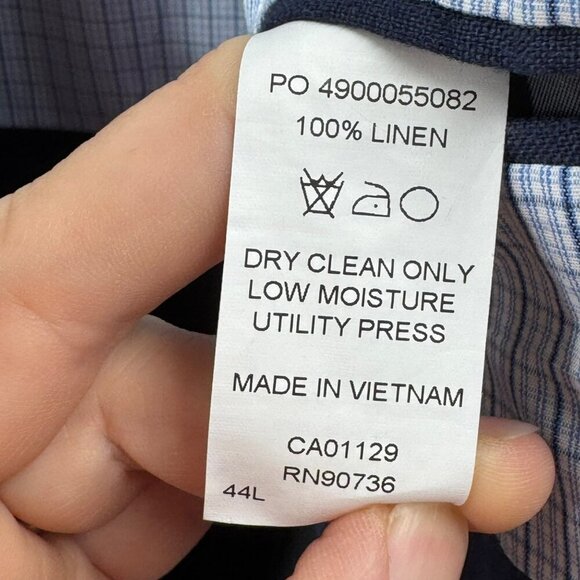 PO 4900055082
100% LINEN
DRY CLEAN ONLY
LOW MOISTURE
UTILITY PRESS
MADE IN VIETNAM
CA01129
RN90736
44L